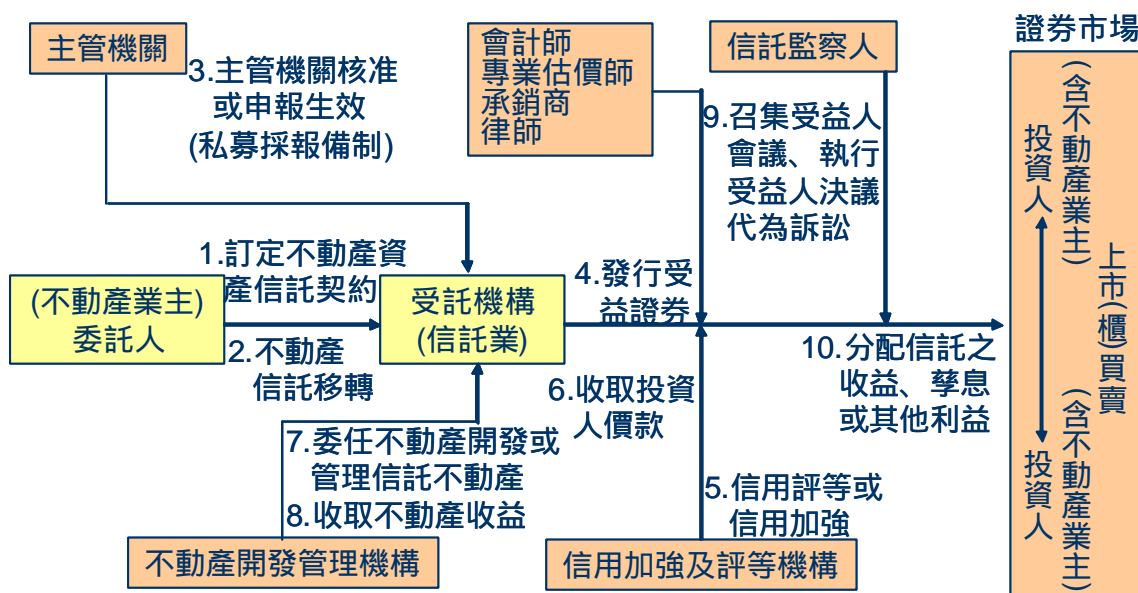 主管機關
3.主管機關核准
或申報生效
(私募採報備制)
會計師
專業估價師
承銷商
律師
信託監察人
9.召集受益人
會議、執行
受益人決議
代為訴訟
證券市場
投資人
(含不動產業主)
上市(櫃)買賣
投資人
(含不動產業主)
1.訂定不動產資
產信託契約
(不動產業主)
委託人
2.不動產
信託移轉
受託機構
(信託業)
4.發行受
益證券
6.收取投資
人價款
10.分配信託之
收益、孳息
或其他利益
7.委任不動產開發或
管理信託不動產
8.收取不動產收益
不動產開發管理機構
5.信用評等或
信用加強
信用加強及評等機構